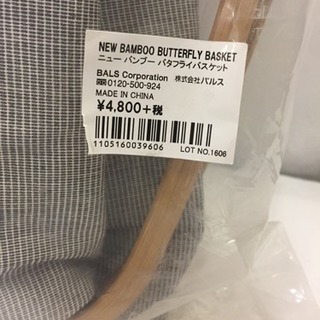 NEW BAMBOO BUTTERFLY BASKET
ニュー バンブー バタフライバスケット
BALS Corporation 株式会社バルス
0120-500-924
MADE IN CHINA
¥4,800+税
1105160039606
LOT NO.1606